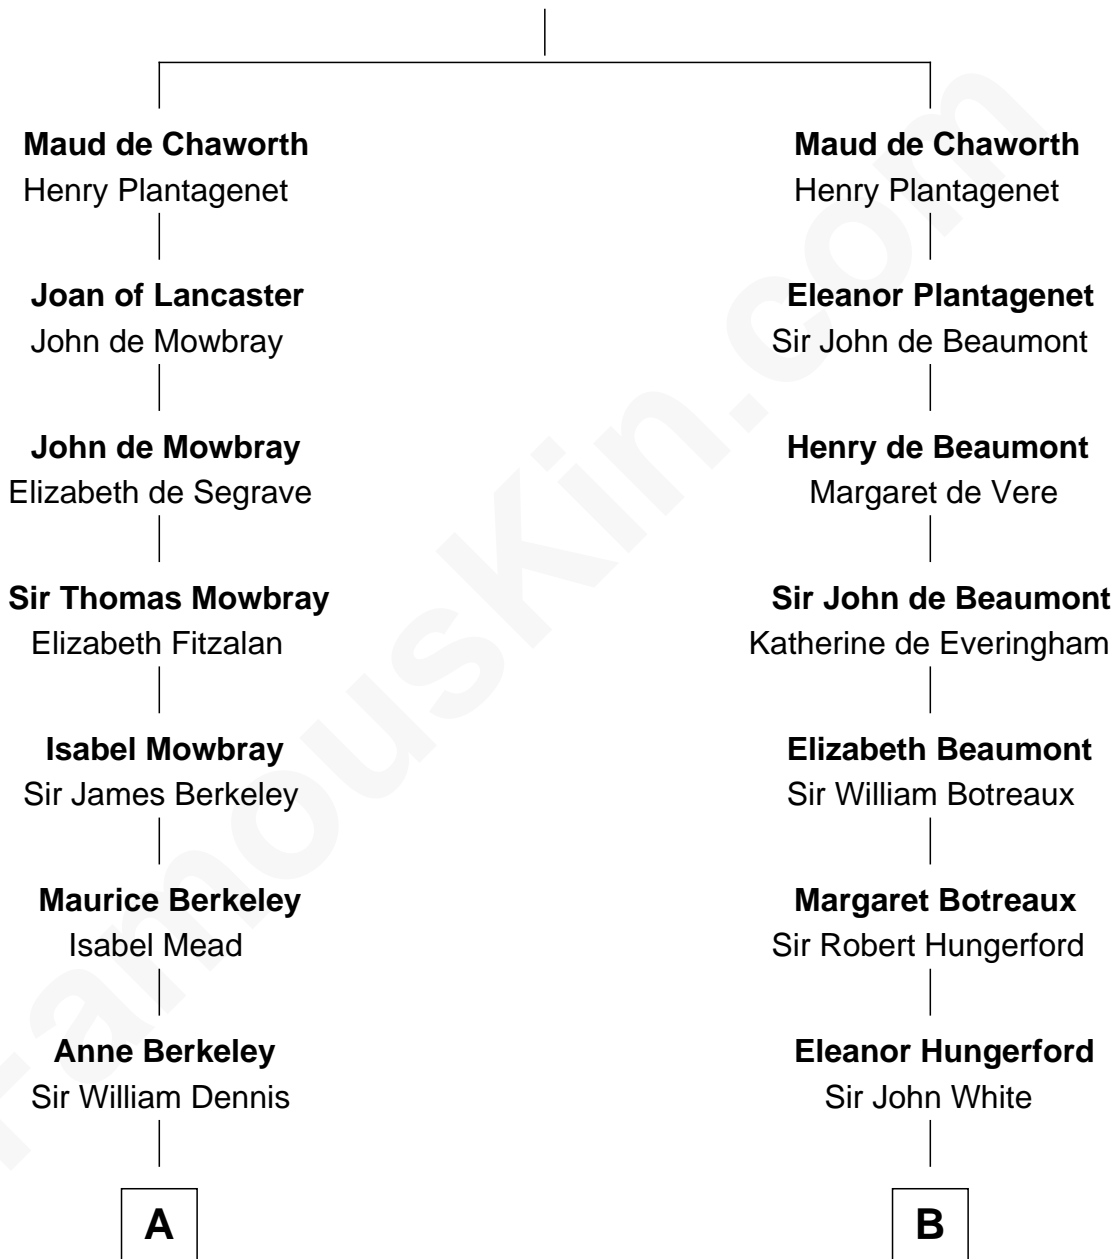 Maud de Chaworth
Henry Plantagenet
Joan of Lancaster
John de Mowbray
John de Mowbray
Elizabeth de Segrave
Sir Thomas Mowbray
Elizabeth Fitzalan
Isabel Mowbray
Sir James Berkeley
Maurice Berkeley
Isabel Mead
Anne Berkeley
Sir William Dennis
A
Maud de Chaworth
Henry Plantagenet
Eleanor Plantagenet
Sir John de Beaumont
Henry de Beaumont
Margaret de Vere
Sir John de Beaumont
Katherine de Everingham
Elizabeth Beaumont
Sir William Botreaux
Margaret Botreaux
Sir Robert Hungerford
Eleanor Hungerford
Sir John White
B
FamousKin.com